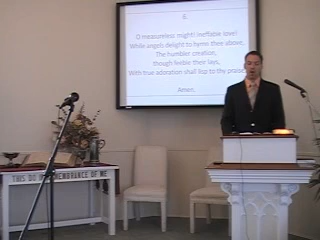 6
O measureless might! Ineffable love!
While angels delight to hymn thee above,
The humbler creation,
though feeble their lays,
With true adoration shall lisp to thy praise.
Amen.
THIS DO IN REMEMBRANCE OF ME